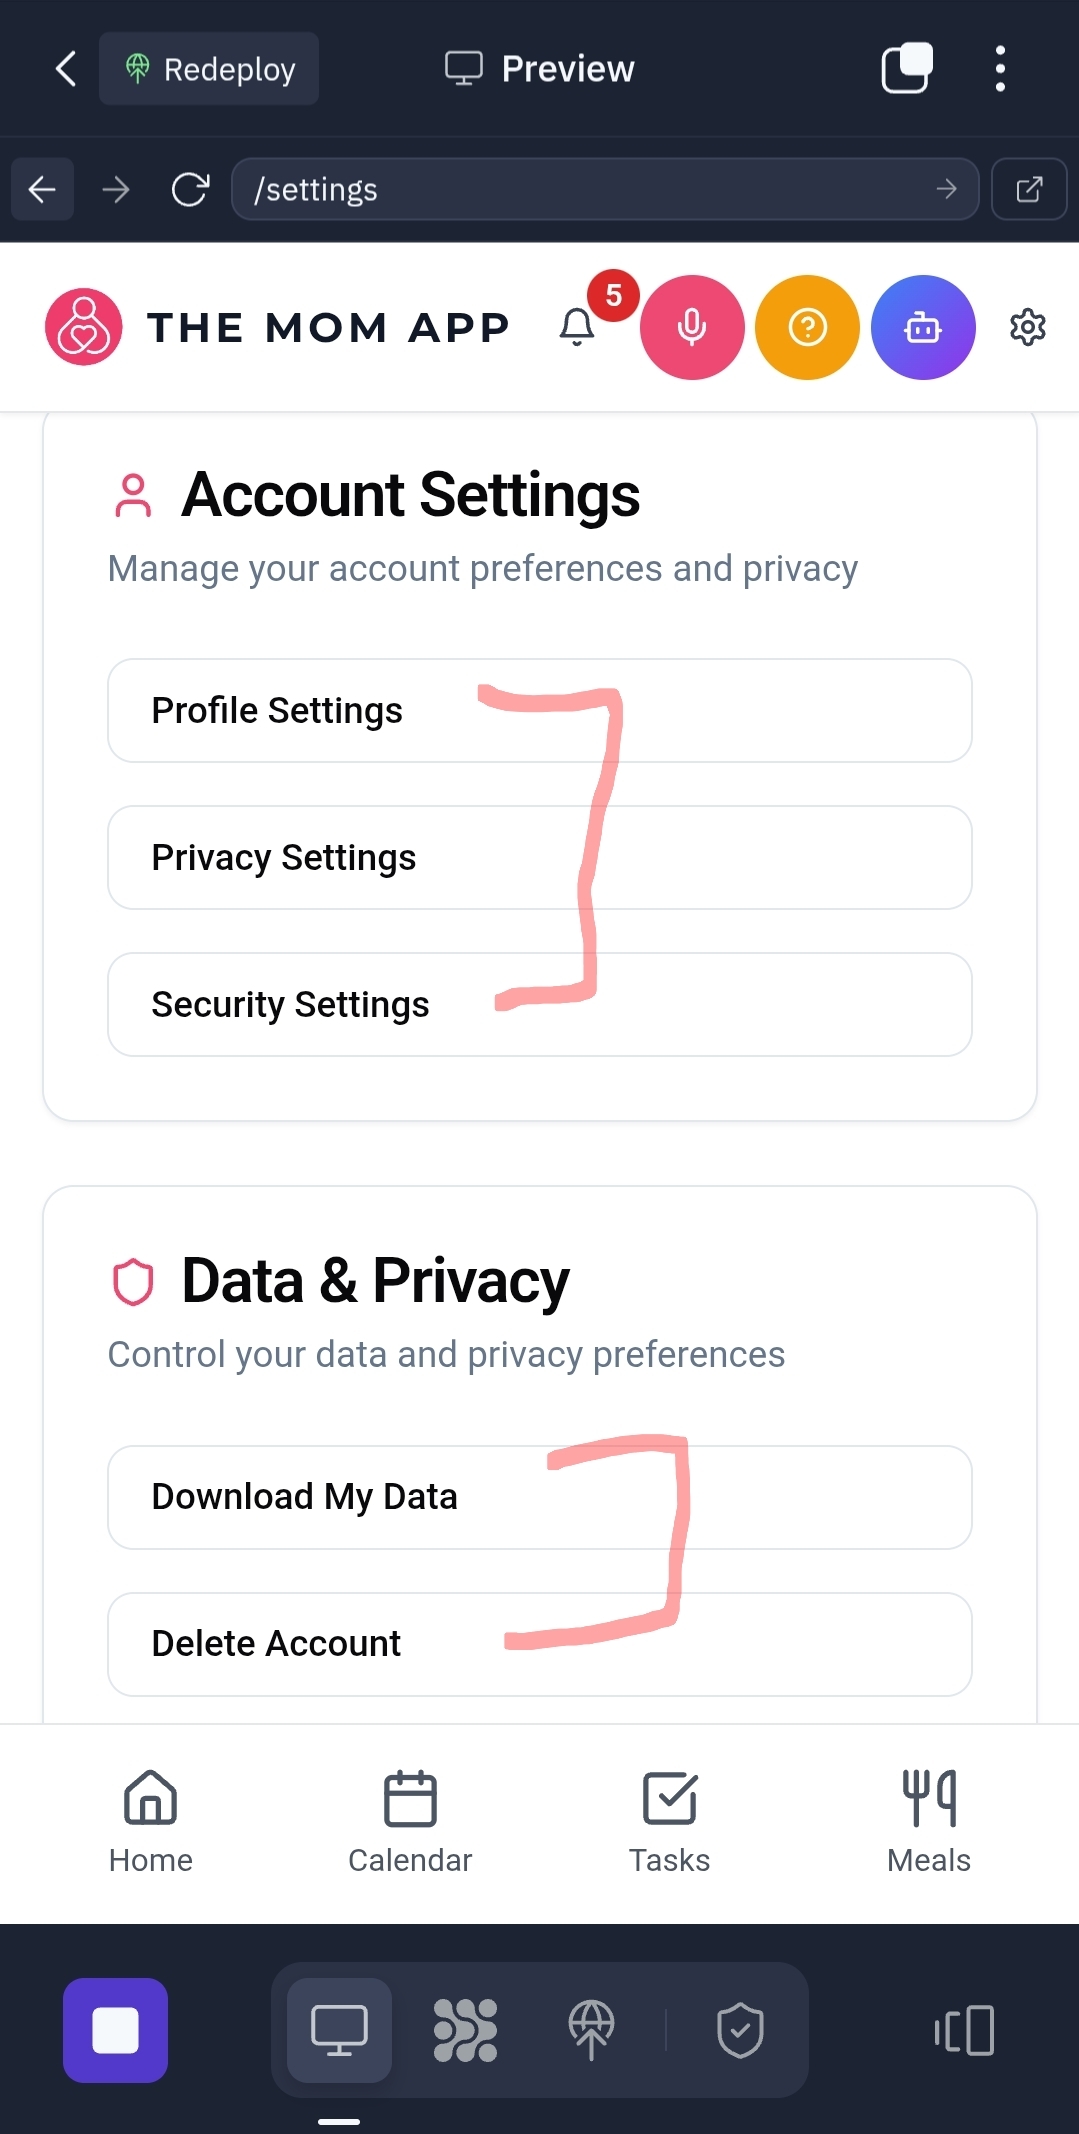 Redeploy
Preview
/settings
THE MOM APP
5
Account Settings
Manage your account preferences and privacy
Profile Settings
Privacy Settings
Security Settings
Data & Privacy
Control your data and privacy preferences
Download My Data
Delete Account
Home Calendar Tasks Meals